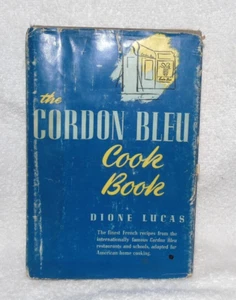 the
CORDON BLEU
Cook
Book
DIONE LUCAS
The finest French recipes from the
internationally famous Cordon Bleu
restaurants and schools, adapted for
American home cooking.